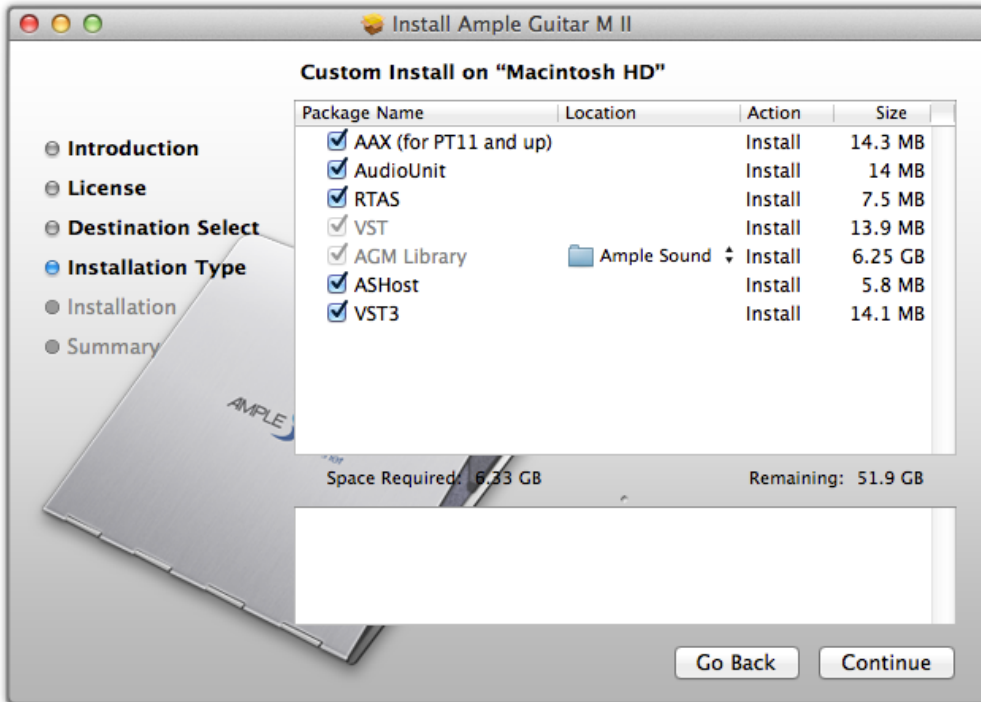 Install Ample Guitar M II
Custom Install on “Macintosh HD”
Introduction
License
Destination Select
Installation Type
Installation
Summary
Package Name Location Action Size
AAX (for PT11 and up) Install 14.3 MB
AudioUnit Install 14 MB
RTAS Install 7.5 MB
VST Install 13.9 MB
AGM Library Ample Sound Install 6.25 GB
ASHost Install 5.8 MB
VST3 Install 14.1 MB
AMPLE
Space Required: 6.33 GB Remaining: 51.9 GB
Go Back Continue